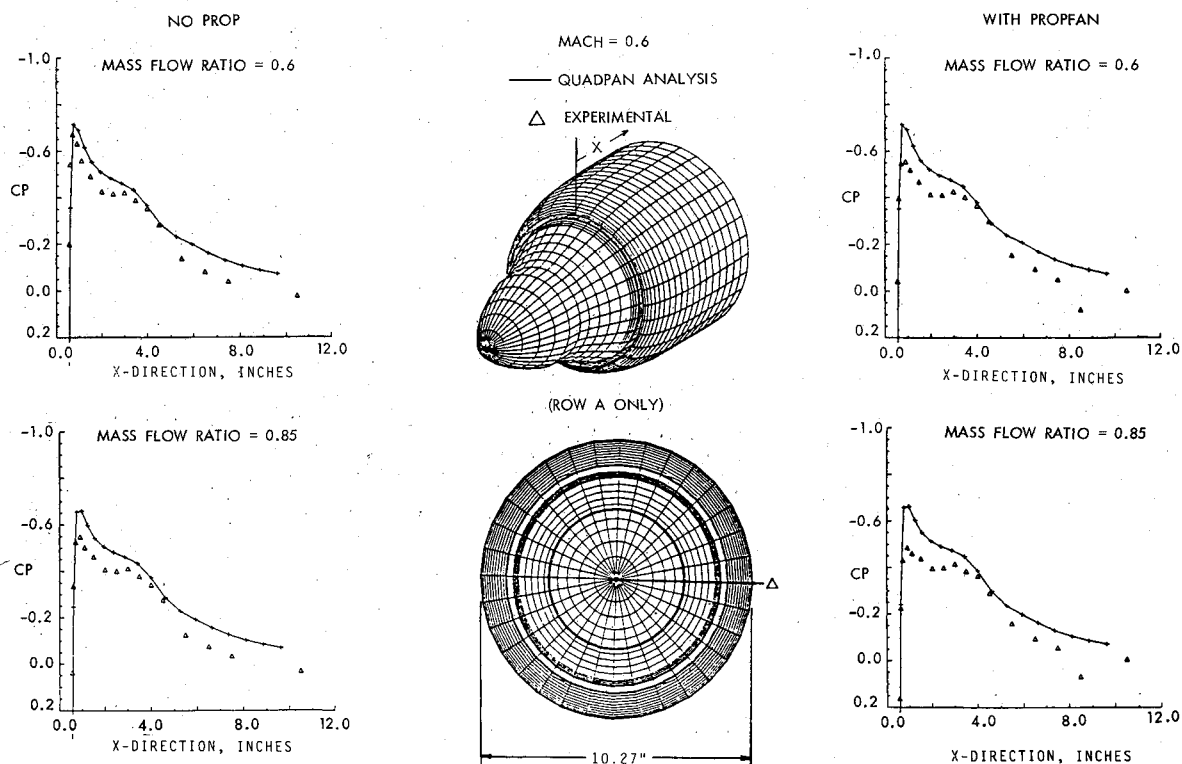 NO PROP
MASS FLOW RATIO = 0.6
-1.0
-0.6
CP
-0.2
0.0
0.2
0.0 4.0 8.0 12.0
X-DIRECTION, INCHES
MASS FLOW RATIO = 0.85
-1.0
-0.6
CP
-0.2
0.0
0.2
0.0 4.0 8.0 12.0
X-DIRECTION, INCHES
MACH = 0.6
QUADPAN ANALYSIS
EXPERIMENTAL
X
(ROW A ONLY)
10.27"
WITH PROPFAN
MASS FLOW RATIO = 0.6
-1.0
-0.6
CP
-0.2
0.0
0.2
0.0 4.0 8.0 12.0
X-DIRECTION, INCHES
MASS FLOW RATIO = 0.85
-1.0
-0.6
CP
-0.2
0.0
0.2
0.0 4.0 8.0 12.0
X-DIRECTION, INCHES